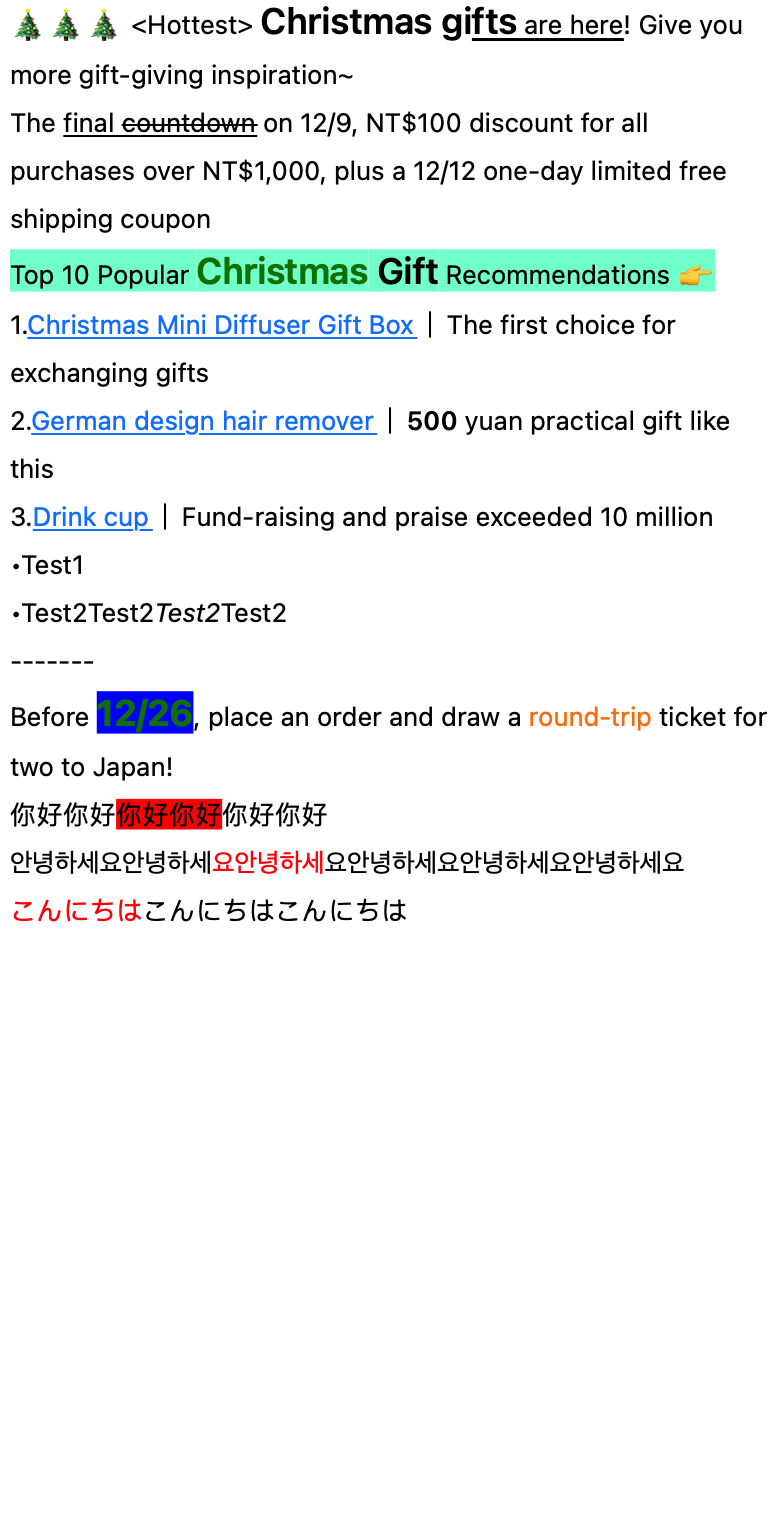 🎄🎄🎄 <Hottest> Christmas gifts are here! Give you
more gift-giving inspiration~
The final countdown on 12/9, NT$100 discount for all
purchases over NT$1,000, plus a 12/12 one-day limited free
shipping coupon
Top 10 Popular Christmas Gift Recommendations 👉
1.Christmas Mini Diffuser Gift Box｜The first choice for
exchanging gifts
2.German design hair remover｜500 yuan practical gift like
this
3.Drink cup｜Fund-raising and praise exceeded 10 million
•Test1
•Test2Test2Test2Test2
-------
Before 12/26, place an order and draw a round-trip ticket for
two to Japan!
你好你好你好你好你好你好
안녕하세요안녕하세요안녕하세요안녕하세요안녕하세요안녕하세요
こんにちはこんにちはこんにちは